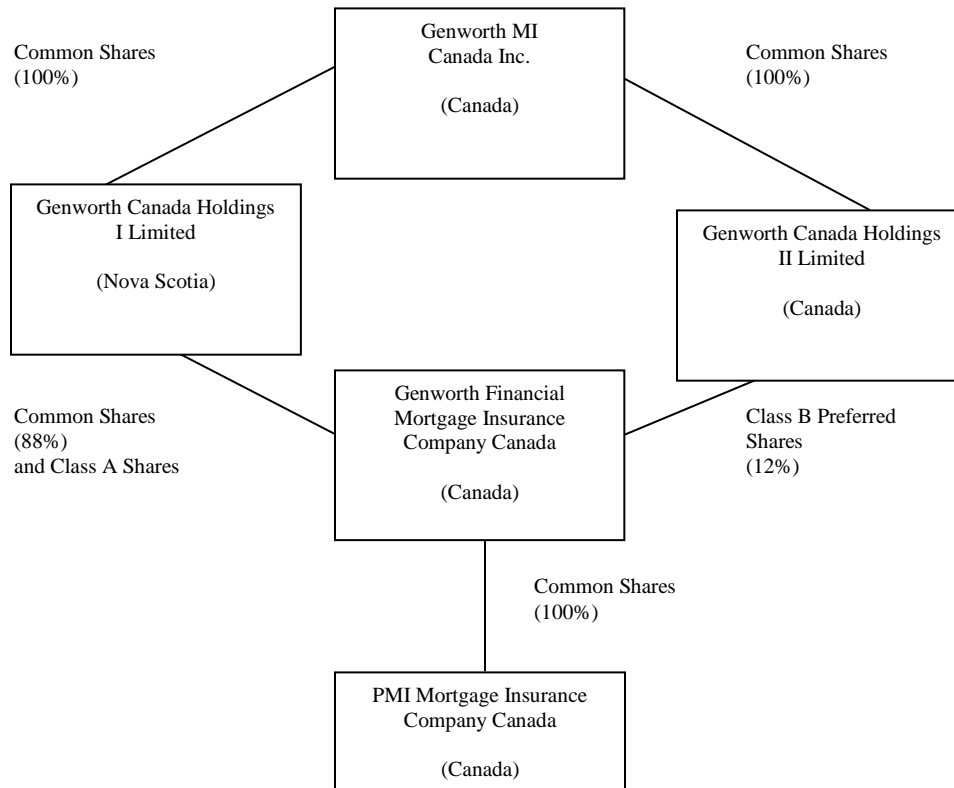 Genworth MI
Canada Inc.
(Canada)
Common Shares
(100%)
Common Shares
(100%)
Genworth Canada Holdings
I Limited
(Nova Scotia)
Genworth Canada Holdings
II Limited
(Canada)
Common Shares
(88%)
and Class A Shares
Genworth Financial
Mortgage Insurance
Company Canada
(Canada)
Class B Preferred
Shares
(12%)
Common Shares
(100%)
PMI Mortgage Insurance
Company Canada
(Canada)